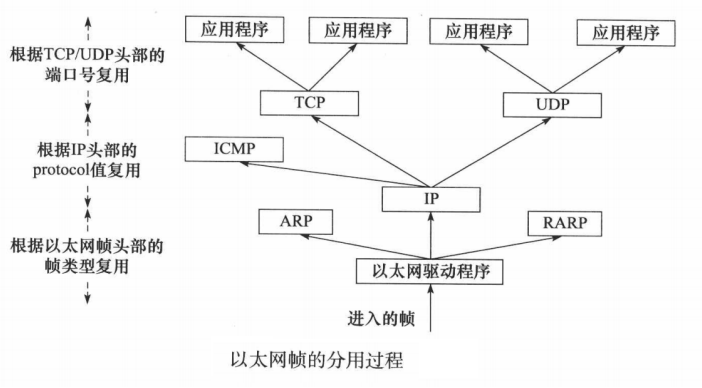 应用程序
应用程序
应用程序
应用程序
根据TCP/UDP头部的
端口号复用
TCP
UDP
根据IP头部的
protocol值复用
ICMP
IP
ARP
RARP
根据以太网帧头部的
帧类型复用
以太网驱动程序
进入的帧
以太网帧的分用过程